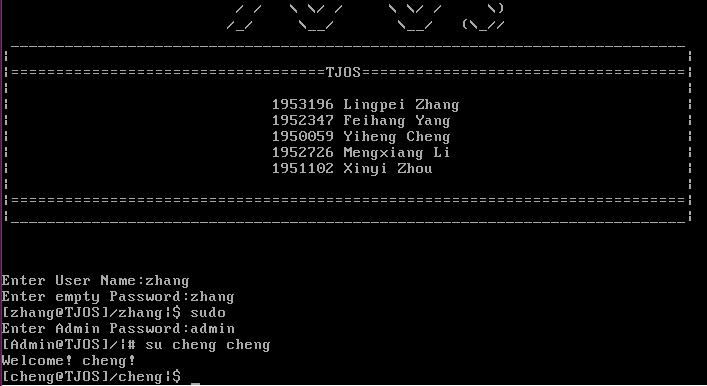 TJOS
1953196 Lingpei Zhang
1952347 Feihang Yang
1950059 Yiheng Cheng
1952726 Mengxiang Li
1951102 Xinyi Zhou
Enter User Name:zhang
Enter empty Password:zhang
[zhang@TJOS]/zhang¦$ sudo
Enter Admin Password:admin
[Admin@TJOS]/¦# su cheng cheng
Welcome! cheng!
[cheng@TJOS]/cheng¦$ _